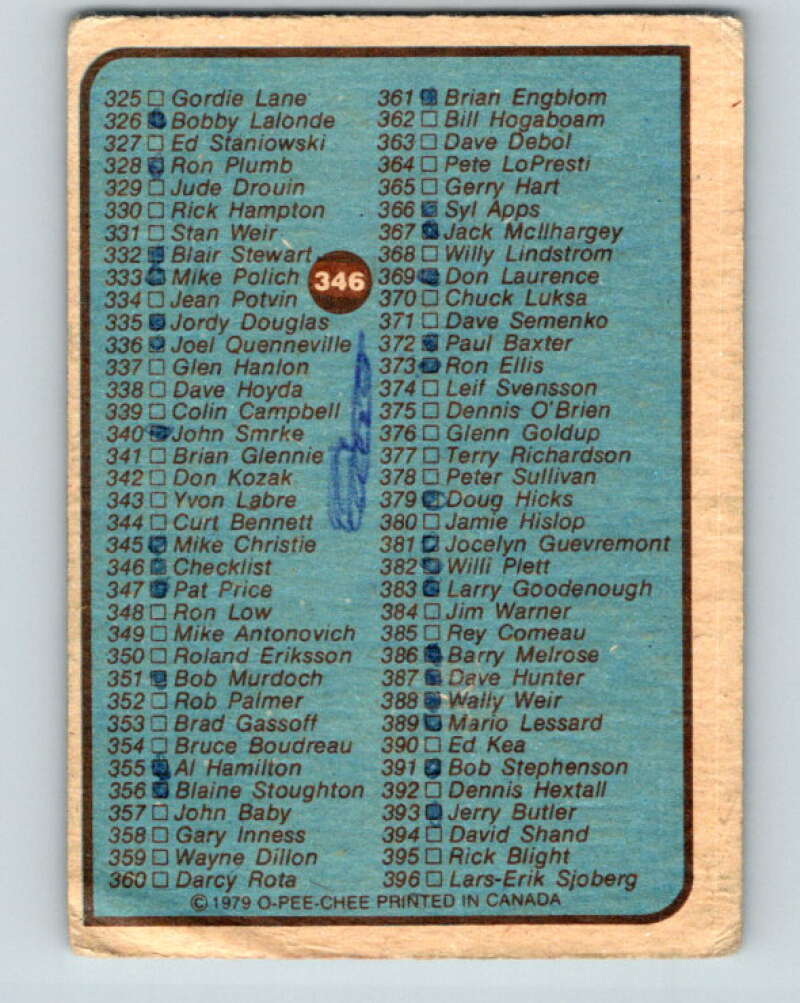 325 □ Gordie Lane
326 ■ Bobby Lalonde
327 □ Ed Staniowski
328 ■ Ron Plumb
329 □ Jude Drouin
330 □ Rick Hampton
331 □ Stan Weir
332 ■ Blair Stewart
333 ■ Mike Polich
334 □ Jean Potvin
335 ■ Jordy Douglas
336 ■ Joel Quenneville
337 □ Glen Hanlon
338 □ Dave Hoyda
339 □ Colin Campbell
340 ■ John Smrke
341 □ Brian Glennie
342 □ Don Kozak
343 □ Yvon Labre
344 □ Curt Bennett
345 ■ Mike Christie
346 ■ Checklist
347 ■ Pat Price
348 □ Ron Low
349 □ Mike Antonovich
350 □ Roland Eriksson
351 ■ Bob Murdoch
352 □ Rob Palmer
353 □ Brad Gassoff
354 □ Bruce Boudreau
355 ■ Al Hamilton
356 ■ Blaine Stoughton
357 □ John Baby
358 □ Gary Inness
359 □ Wayne Dillon
360 □ Darcy Rota
346
361 ■ Brian Engblom
362 □ Bill Hogaboam
363 □ Dave Debol
364 □ Pete LoPresti
365 □ Gerry Hart
366 ■ Syl Apps
367 ■ Jack McIlhargey
368 □ Willy Lindstrom
369 ■ Don Laurence
370 □ Chuck Luksa
371 □ Dave Semenko
372 ■ Paul Baxter
373 ■ Ron Ellis
374 □ Leif Svensson
375 □ Dennis O'Brien
376 □ Glenn Goldup
377 □ Terry Richardson
378 □ Peter Sullivan
379 ■ Doug Hicks
380 □ Jamie Hislop
381 ■ Jocelyn Guevremont
382 ■ Willi Plett
383 ■ Larry Goodenough
384 □ Jim Warner
385 □ Rey Comeau
386 ■ Barry Melrose
387 ■ Dave Hunter
388 ■ Wally Weir
389 ■ Mario Lessard
390 □ Ed Kea
391 ■ Bob Stephenson
392 □ Dennis Hextall
393 ■ Jerry Butler
394 □ David Shand
395 □ Rick Blight
396 □ Lars-Erik Sjoberg
© 1979 O-PEE-CHEE PRINTED IN CANADA